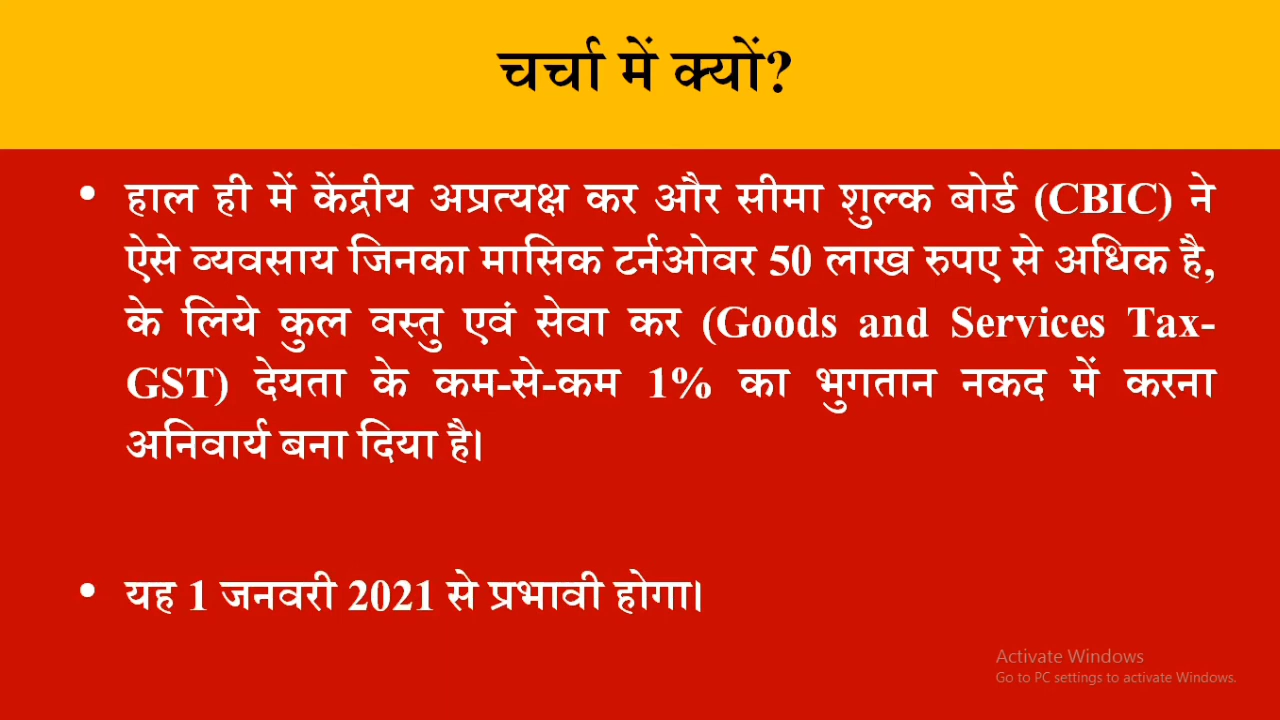 चर्चा में क्यों?
• हाल ही में केंद्रीय अप्रत्यक्ष कर और सीमा शुल्क बोर्ड (CBIC) ने
ऐसे व्यवसाय जिनका मासिक टर्नओवर 50 लाख रुपए से अधिक है,
के लिये कुल वस्तु एवं सेवा कर (Goods and Services Tax-
GST) देयता के कम-से-कम 1% का भुगतान नकद में करना
अनिवार्य बना दिया है।
• यह 1 जनवरी 2021 से प्रभावी होगा।
Activate Windows
Go to PC settings to activate Windows.